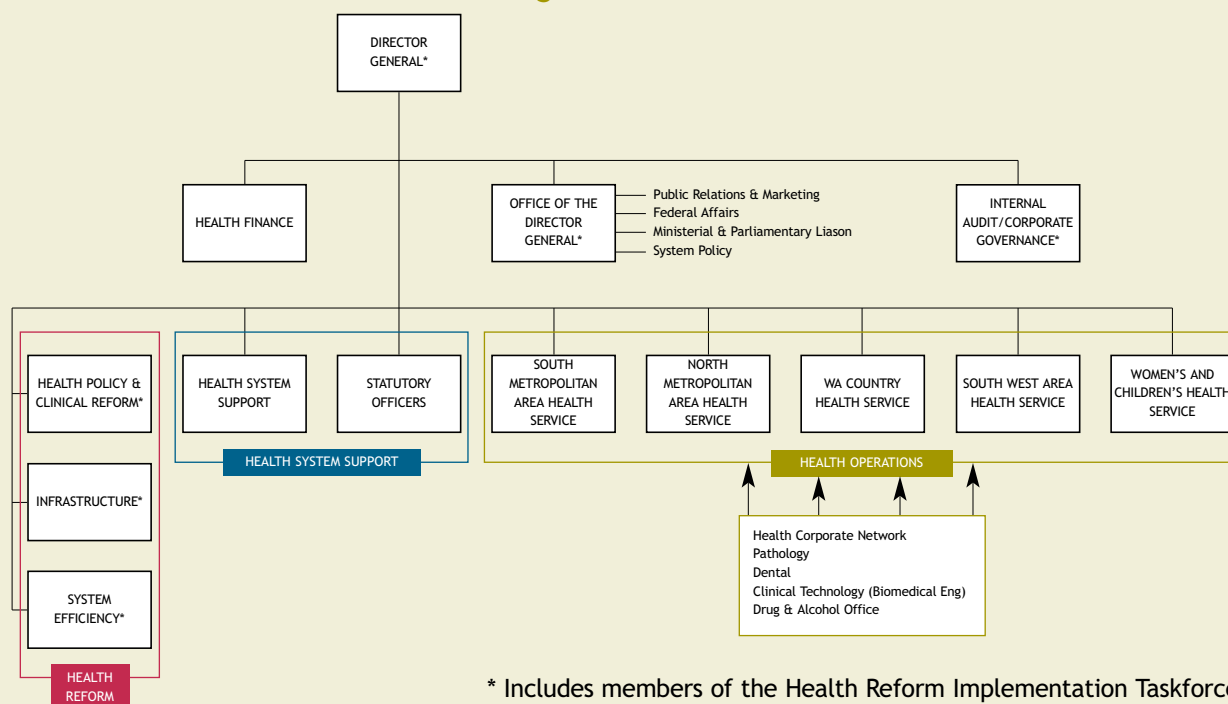 DIRECTOR
GENERAL*
HEALTH FINANCE
OFFICE OF THE
DIRECTOR
GENERAL*
Public Relations & Marketing
Federal Affairs
Ministerial & Parliamentary Liason
System Policy
INTERNAL
AUDIT/CORPORATE
GOVERNANCE*
HEALTH POLICY &
CLINICAL REFORM*
INFRASTRUCTURE*
SYSTEM
EFFICIENCY*
HEALTH
REFORM
HEALTH SYSTEM
SUPPORT
STATUTORY
OFFICERS
HEALTH SYSTEM SUPPORT
SOUTH
METROPOLITAN
AREA HEALTH
SERVICE
NORTH
METROPOLITAN
AREA HEALTH
SERVICE
WA COUNTRY
HEALTH SERVICE
SOUTH WEST AREA
HEALTH SERVICE
WOMEN'S AND
CHILDREN'S HEALTH
SERVICE
HEALTH OPERATIONS
Health Corporate Network
Pathology
Dental
Clinical Technology (Biomedical Eng)
Drug & Alcohol Office
* Includes members of the Health Reform Implementation Taskforce